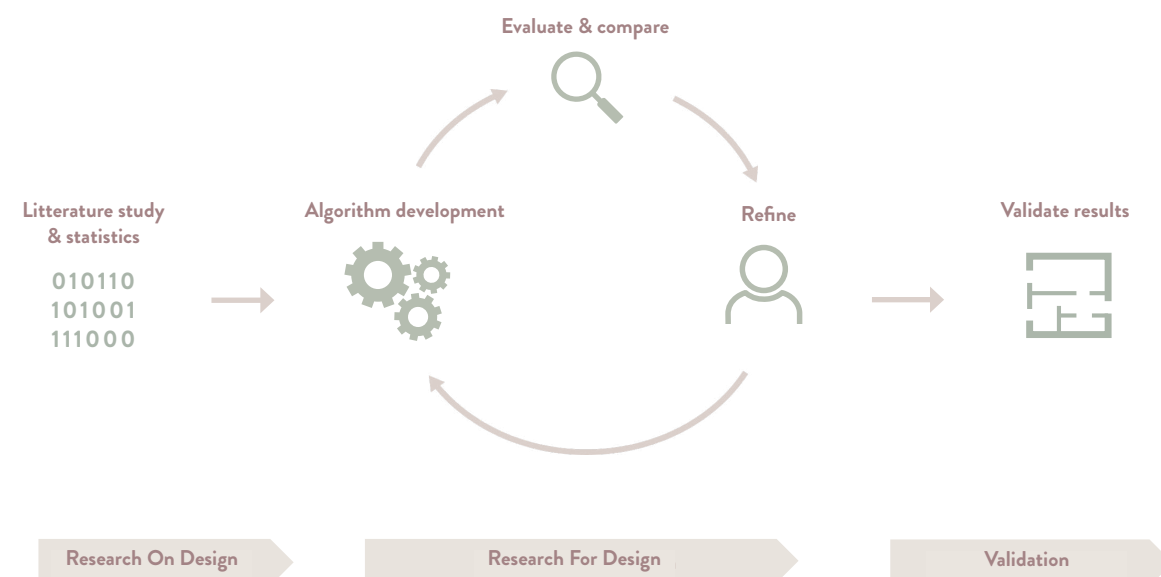 Evaluate & compare
Litterature study
& statistics
Algorithm development
Refine
Validate results
010110
101001
111000
Research On Design
Research For Design
Validation